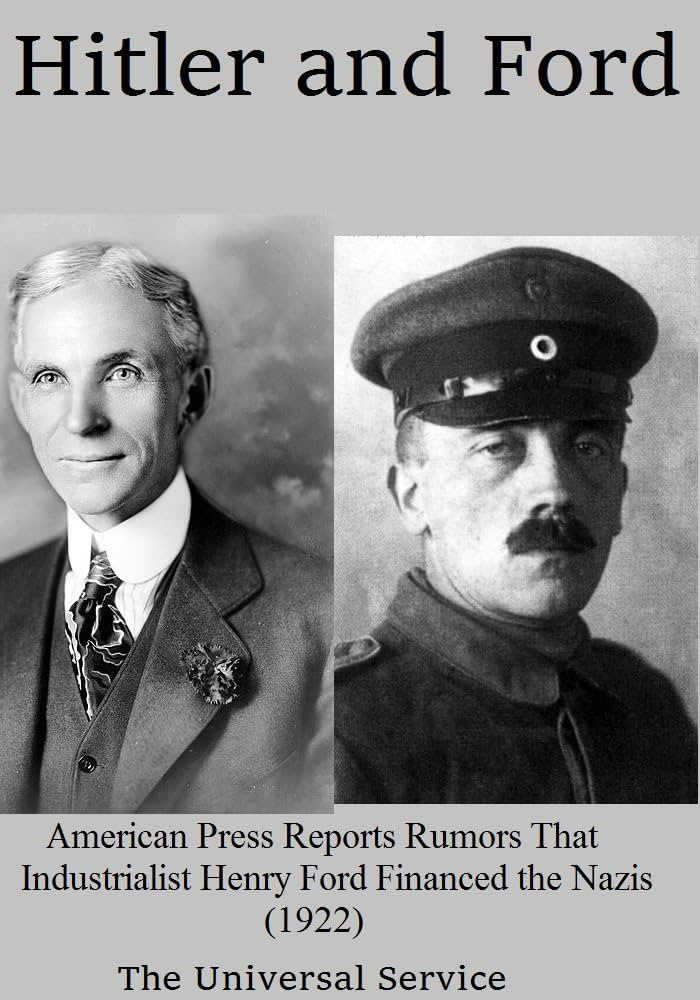 Hitler and Ford
American Press Reports Rumors That
Industrialist Henry Ford Financed the Nazis
(1922)
The Universal Service